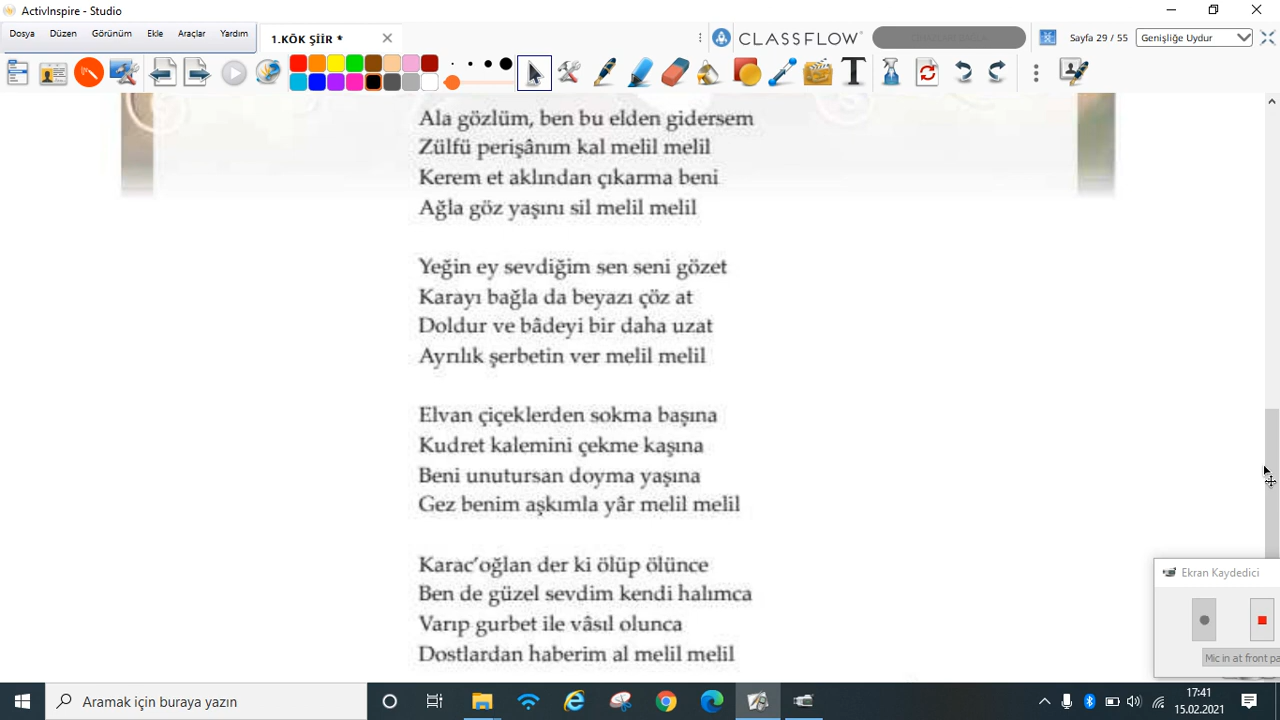 ActivInspire - Studio
Dosya Düzen Görünüm Ekle Araçlar Yardım
1.KÖK ŞİİR *
CLASSFLOW
Sayfa 29 / 55
Genişliğe Uydur
Ala gözlüm, ben bu elden gidersem
Zülfü perişânım kal melil melil
Kerem et aklından çıkarma beni
Ağla göz yaşını sil melil melil
Yeğin ey sevdiğim sen seni gözet
Karayı bağla da beyazı çöz at
Doldur ve bâdeyi bir daha uzat
Ayrılık şerbetin ver melil melil
Elvan çiçeklerden sokma başına
Kudret kalemini çekme kaşına
Beni unutursan doyma yaşına
Gez benim aşkımla yâr melil melil
Karac'oğlan der ki ölüp ölünce
Ben de güzel sevdim kendi halımca
Varıp gurbet ile vâsıl olunca
Dostlardan haberim al melil melil
Ekran Kaydedici
Mic in at front pa
Aramak için buraya yazın
17:41
15.02.2021